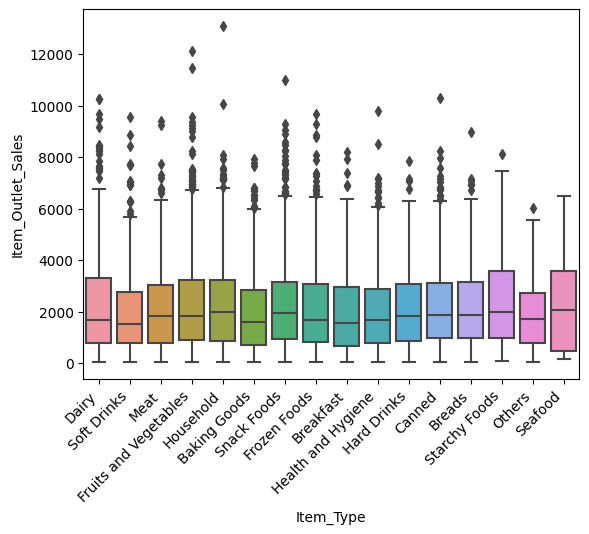 12000
10000
8000
6000
4000
2000
0
Item_Outlet_Sales
Dairy
Soft Drinks
Meat
Fruits and Vegetables
Household
Baking Goods
Snack Foods
Frozen Foods
Breakfast
Health and Hygiene
Hard Drinks
Canned
Breads
Starchy Foods
Others
Seafood
Item_Type